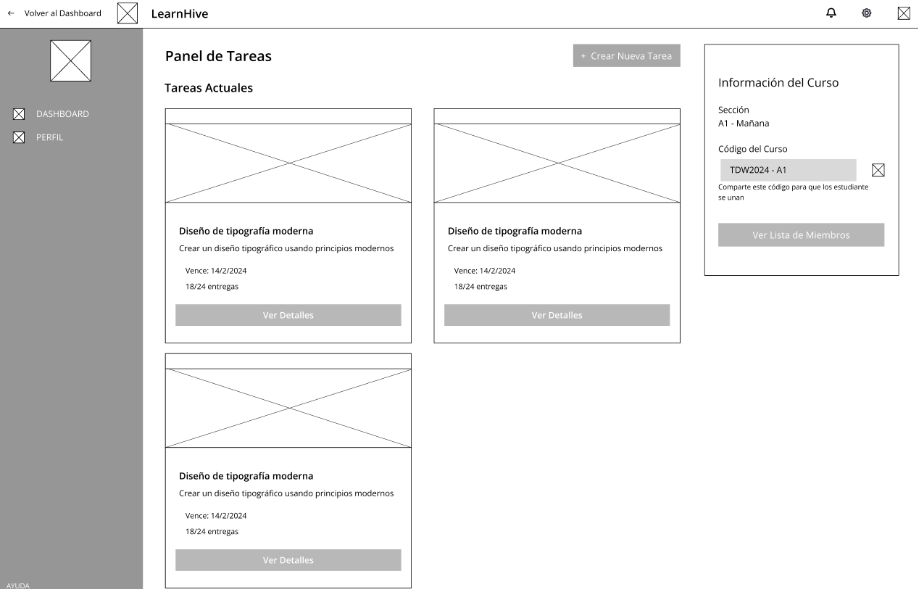 ← Volver al Dashboard
LearnHive
DASHBOARD
PERFIL
AYUDA
Panel de Tareas
+ Crear Nueva Tarea
Tareas Actuales
Diseño de tipografía moderna
Crear un diseño tipográfico usando principios modernos
Vence: 14/2/2024
18/24 entregas
Ver Detalles
Diseño de tipografía moderna
Crear un diseño tipográfico usando principios modernos
Vence: 14/2/2024
18/24 entregas
Ver Detalles
Diseño de tipografía moderna
Crear un diseño tipográfico usando principios modernos
Vence: 14/2/2024
18/24 entregas
Ver Detalles
Información del Curso
Sección
A1 - Mañana
Código del Curso
TDW2024 - A1
Comparte este código para que los estudiante
se unan
Ver Lista de Miembros